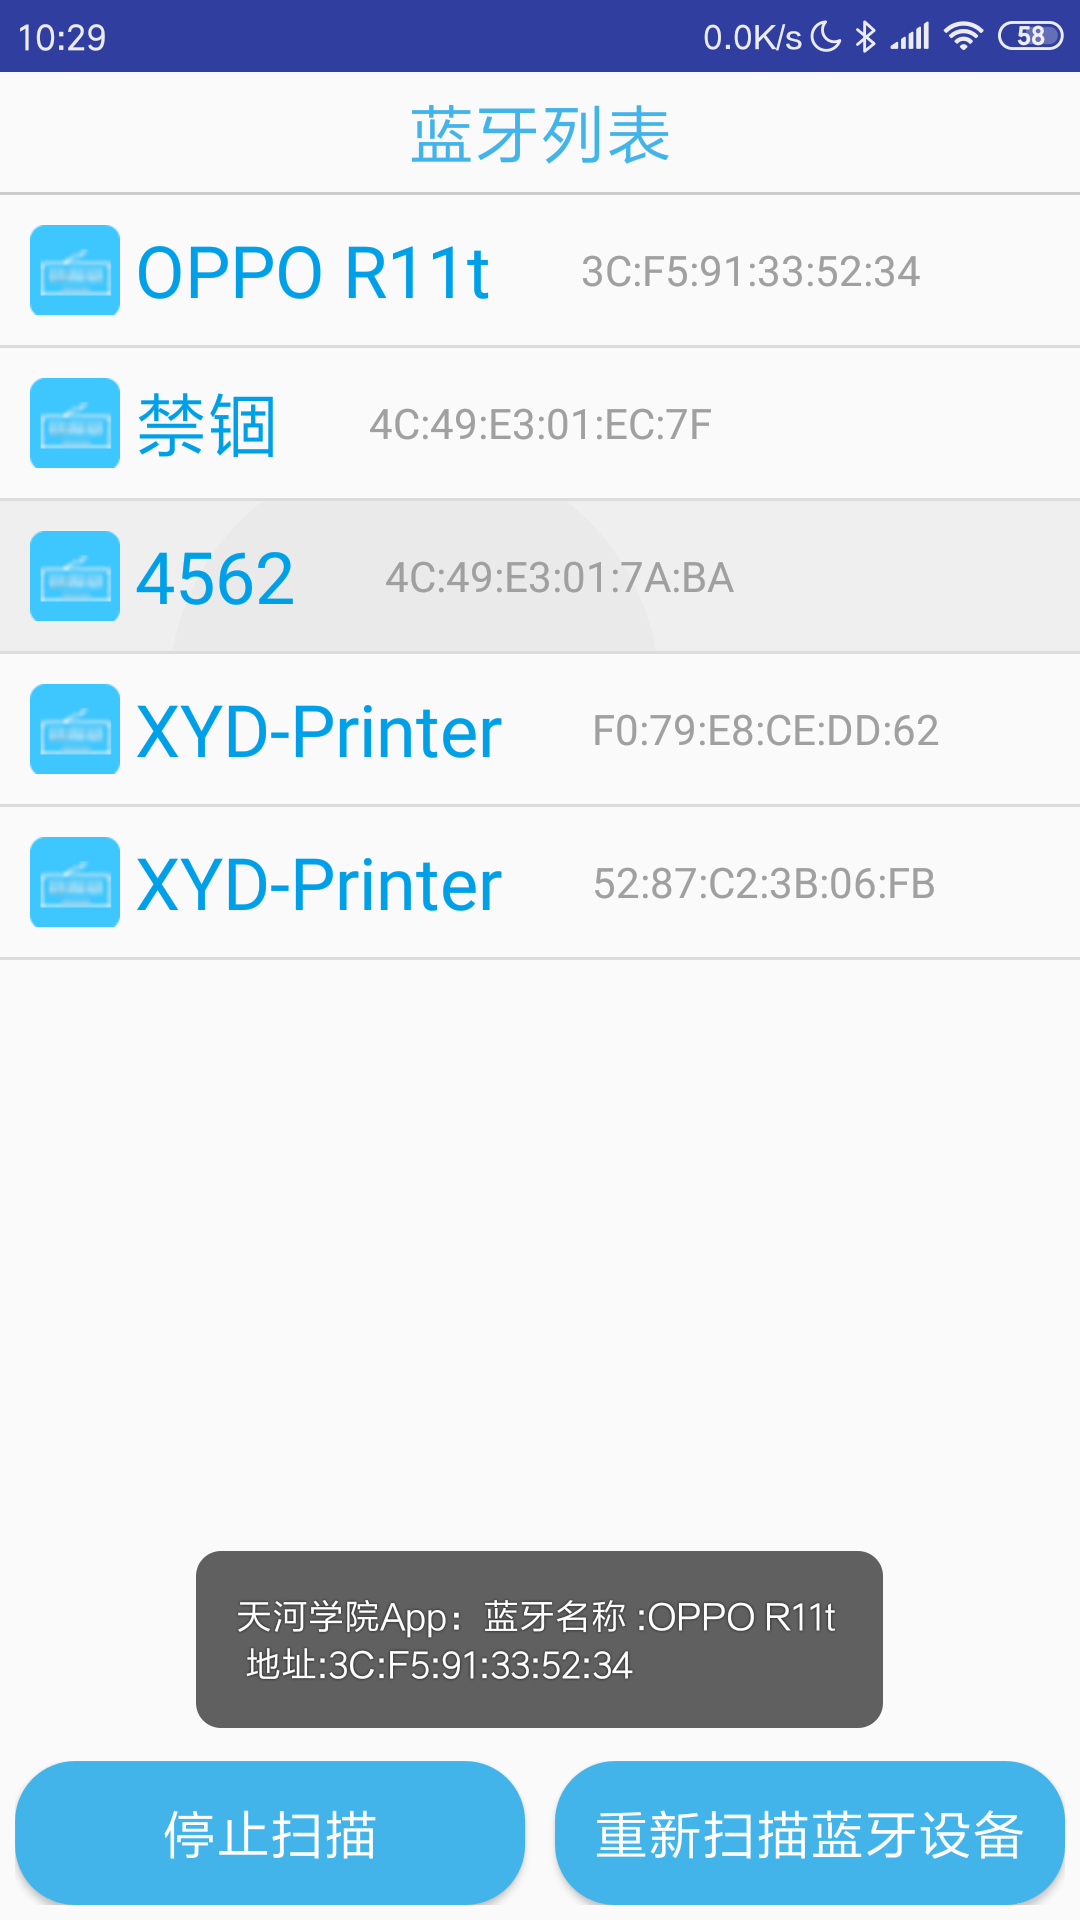 10:29 0.0K/s 58
蓝牙列表
OPPO R11t 3C:F5:91:33:52:34
禁锢 4C:49:E3:01:EC:7F
4562 4C:49:E3:01:7A:BA
XYD-Printer F0:79:E8:CE:DD:62
XYD-Printer 52:87:C2:3B:06:FB
天河学院App：蓝牙名称 :OPPO R11t
地址:3C:F5:91:33:52:34
停止扫描 重新扫描蓝牙设备